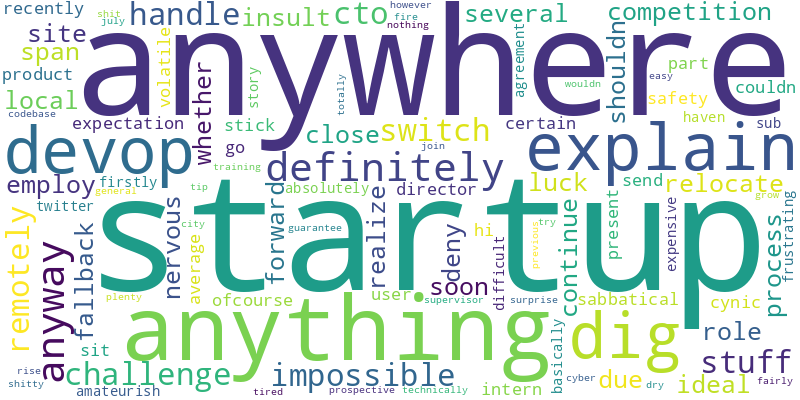 recently
shit
july
handle
insult
cto
however
fire
nothing
several
competition
site
span
product
local
codebase
anywhere
volatile
whether
story
totally
agreement
shouldn
part
couldn
wouldn
easy
safety
haven
expectation
stick
close
switch
certain
sub
devop
go
join
explain
firstly
training
definitely
employ
general
tip
absolutely
director
luck
send
relocate
twitter
nervous
city
forward
guarantee
realize
deny
hi
try
previous
continue
present
expensive
process
grow
frustrating
remotely
anyway
fallback
average
startup
soon
difficult
plenty
ofcourse
user
supervisor
surprise
sabbatical
cynic
anything
dig
role
sit
basically
stuff
rise
shitty
challenge
impossible
cyber
due
dry
ideal
fairly
amateurish
tired
prospective
technically
intern